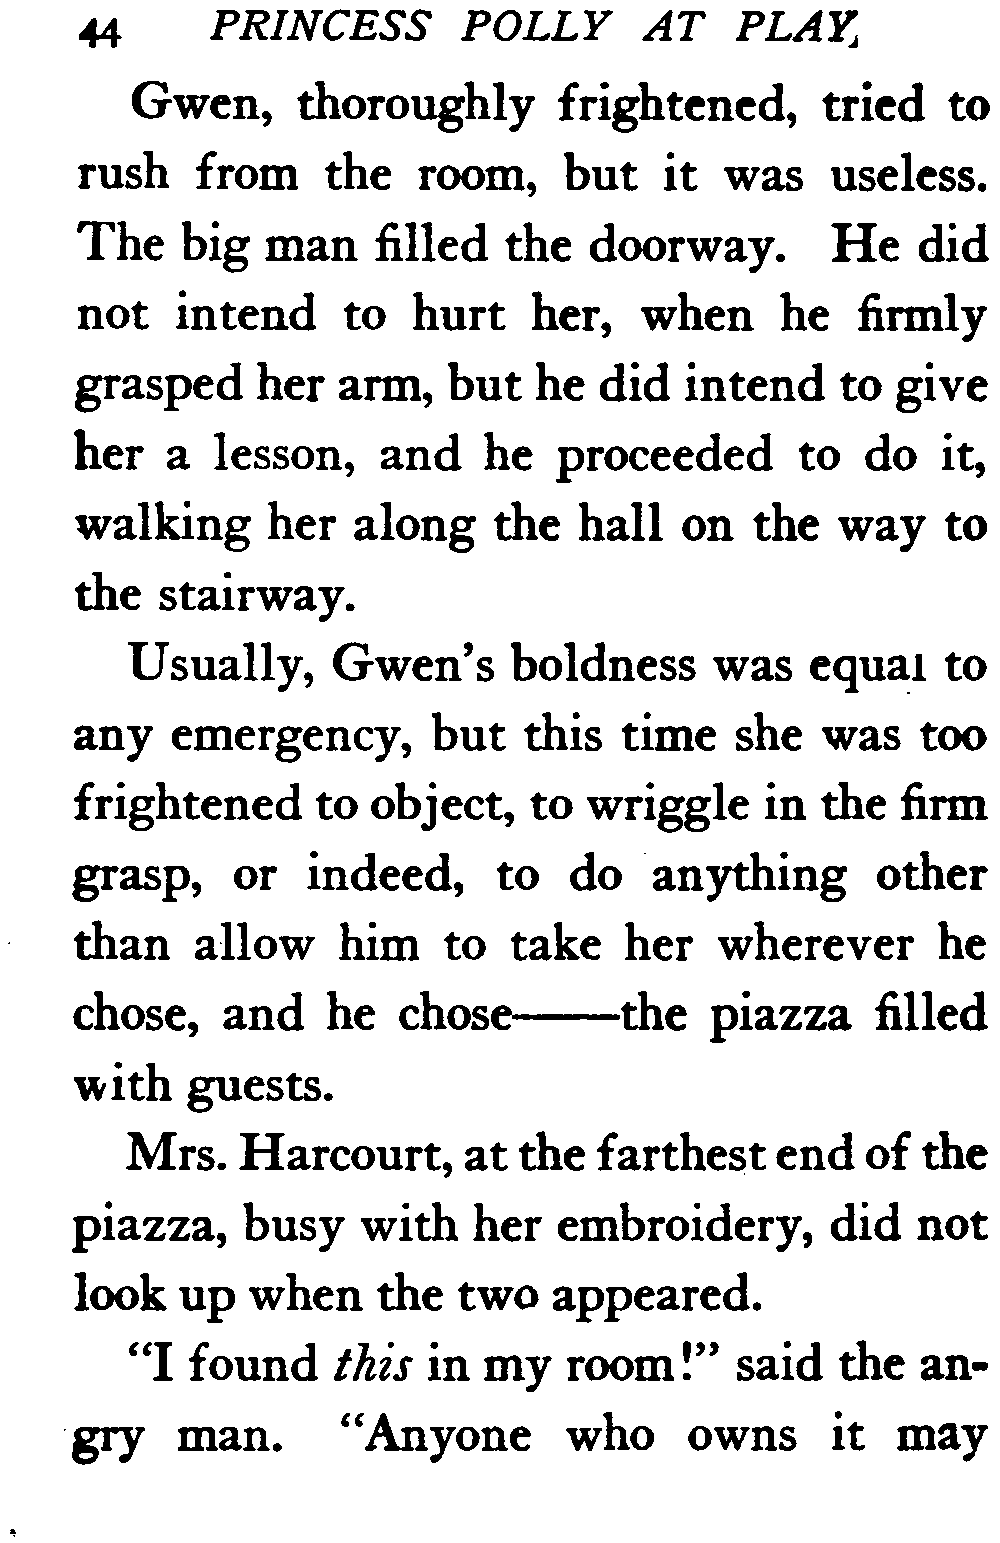 44 PRINCESS POLLY AT PLAY
Gwen, thoroughly frightened, tried to
rush from the room, but it was useless.
The big man filled the doorway. He did
not intend to hurt her, when he firmly
grasped her arm, but he did intend to give
her a lesson, and he proceeded to do it,
walking her along the hall on the way to
the stairway.
Usually, Gwen's boldness was equal to
any emergency, but this time she was too
frightened to object, to wriggle in the firm
grasp, or indeed, to do anything other
than allow him to take her wherever he
chose, and he chose——the piazza filled
with guests.
Mrs. Harcourt, at the farthest end of the
piazza, busy with her embroidery, did not
look up when the two appeared.
"I found this in my room!" said the an-
gry man. "Anyone who owns it may